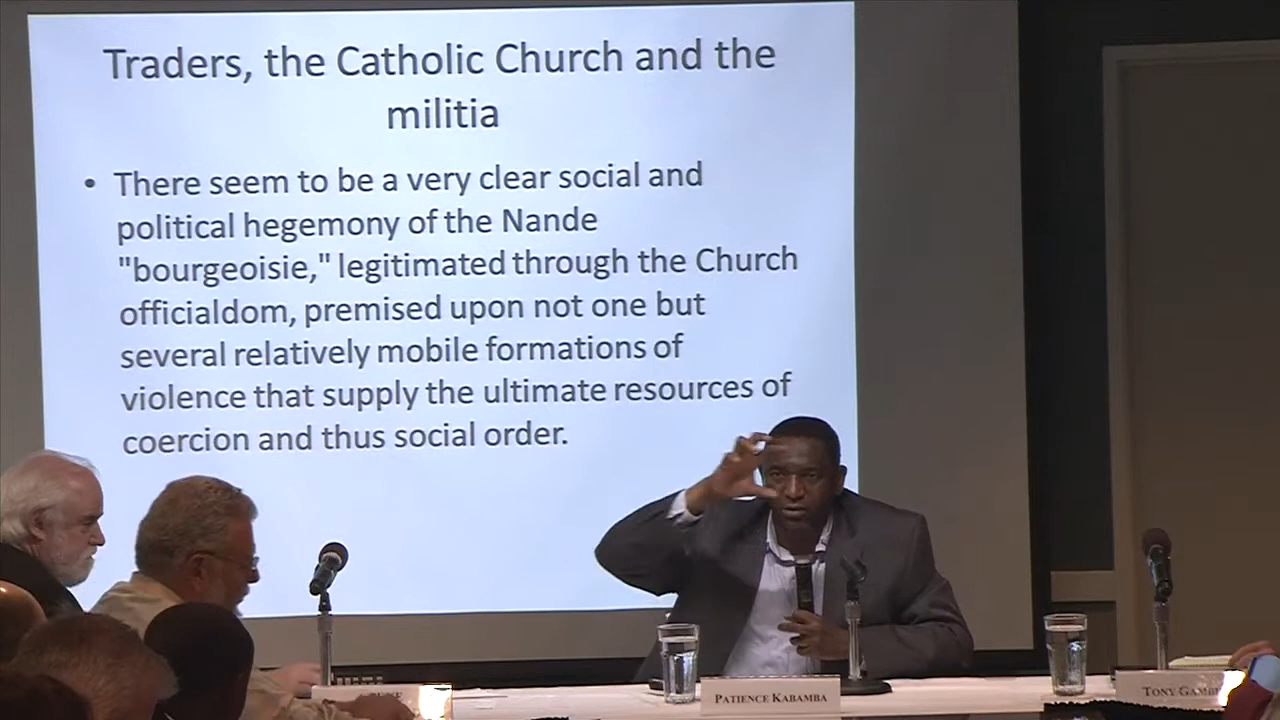 Traders, the Catholic Church and the
militia
• There seem to be a very clear social and
political hegemony of the Nande
"bourgeoisie," legitimated through the Church
officialdom, premised upon not one but
several relatively mobile formations of
violence that supply the ultimate resources of
coercion and thus social order.
PATIENCE KABAMBA
TONY